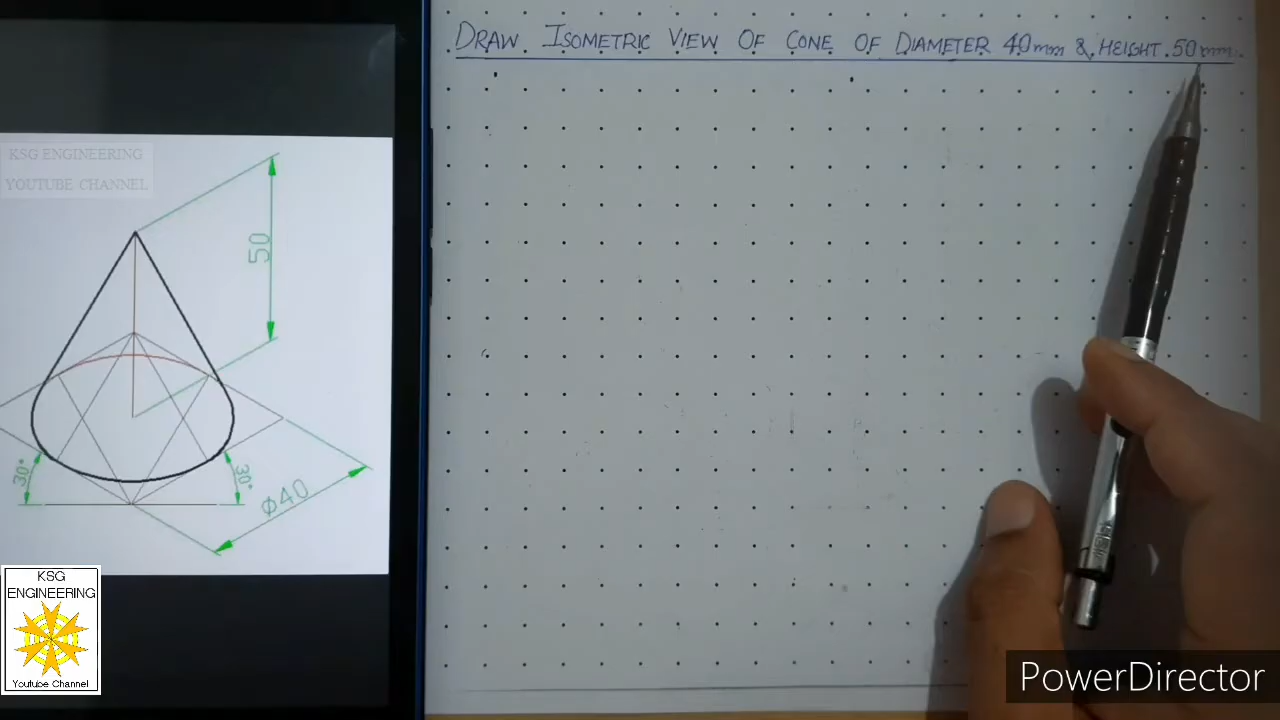 DRAW ISOMETRIC VIEW OF CONE OF DIAMETER 40mm & HEIGHT 50mm.
KSG ENGINEERING
YOUTUBE CHANNEL
50
30°
30°
φ40
KSG
ENGINEERING
Youtube Channel
PowerDirector